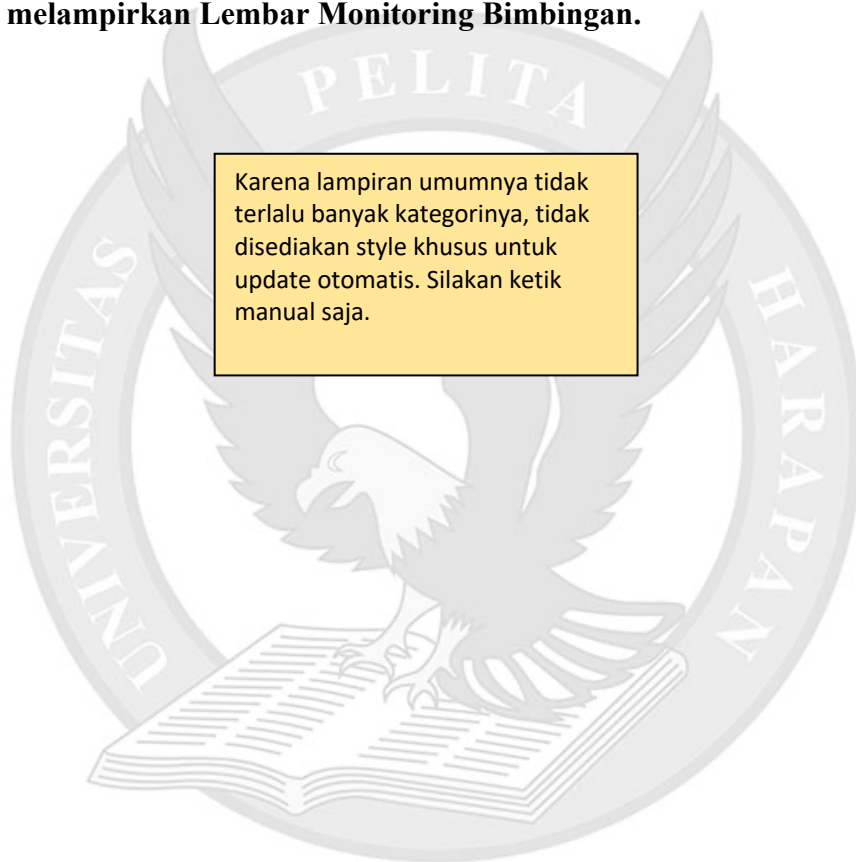 melampirkan Lembar Monitoring Bimbingan.
PELITA
Karena lampiran umumnya tidak
terlalu banyak kategorinya, tidak
disediakan style khusus untuk
update otomatis. Silakan ketik
manual saja.
UNIVERSITAS
HARAPAN